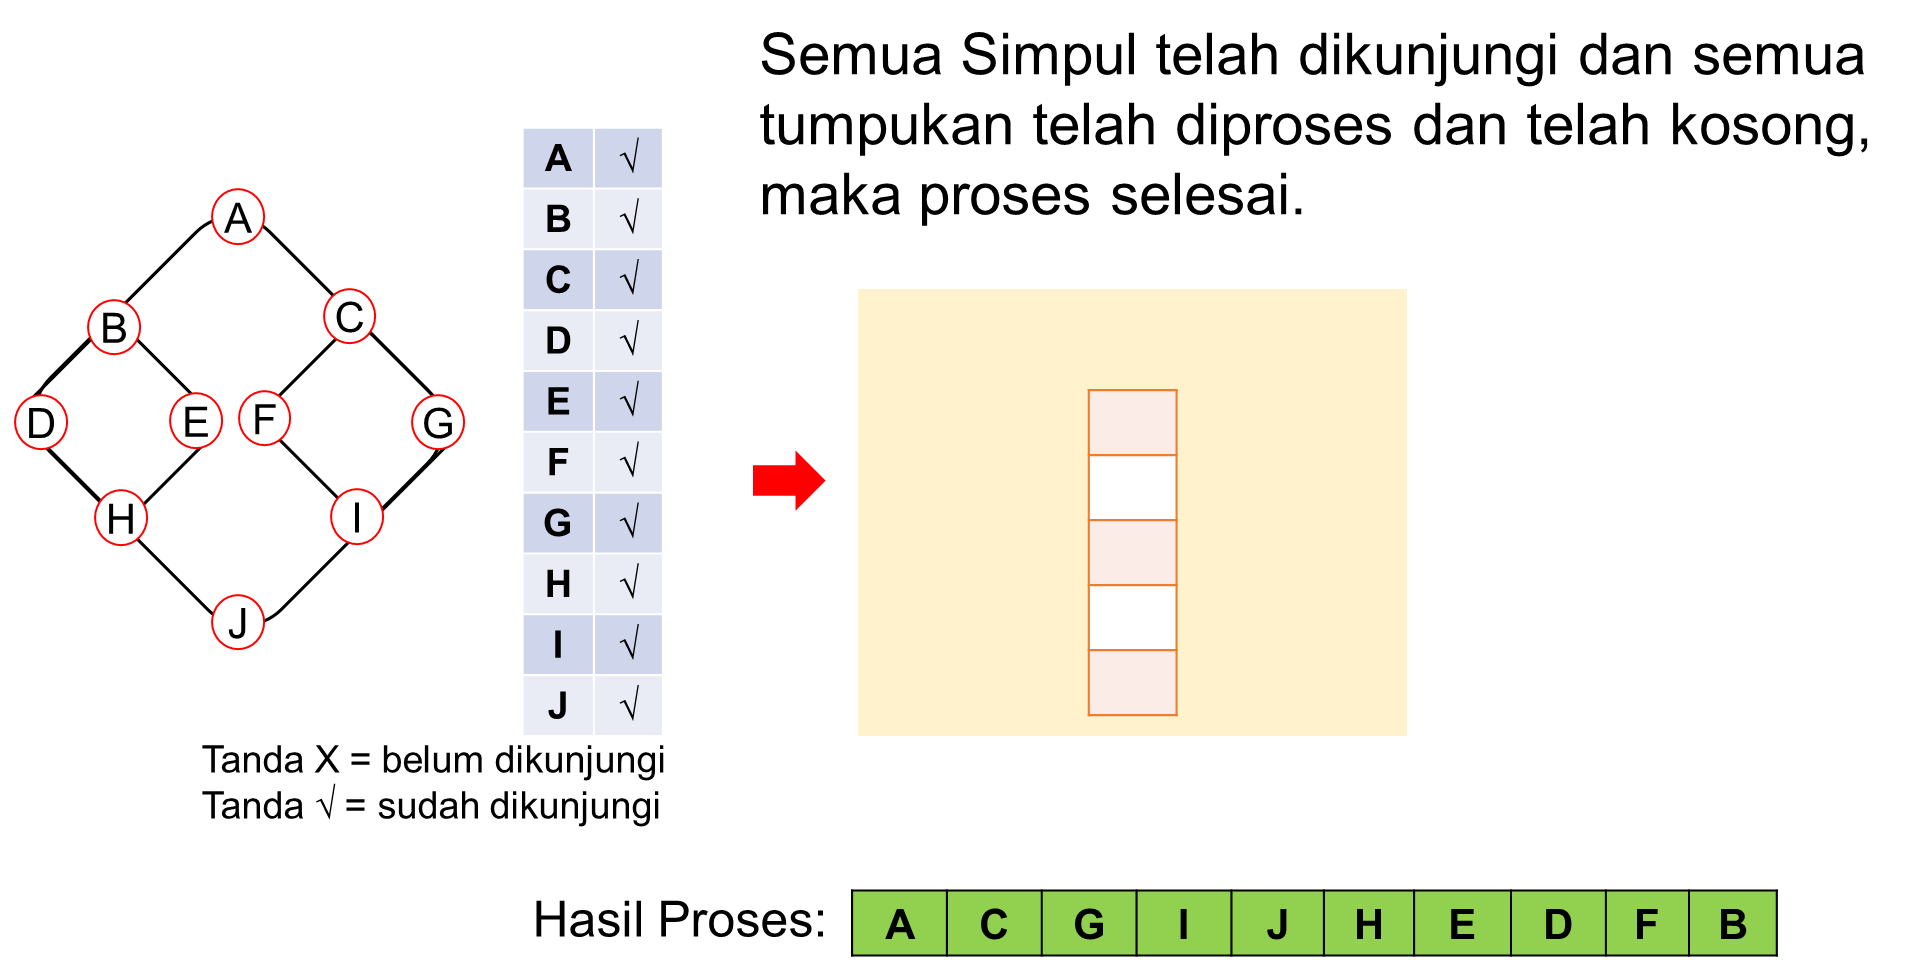 Semua Simpul telah dikunjungi dan semua
tumpukan telah diproses dan telah kosong,
maka proses selesai.
A
B
C
D
E
F
G
H
I
J
A √
B √
C √
D √
E √
F √
G √
H √
I √
J √
Tanda X = belum dikunjungi
Tanda √ = sudah dikunjungi
Hasil Proses: A C G I J H E D F B